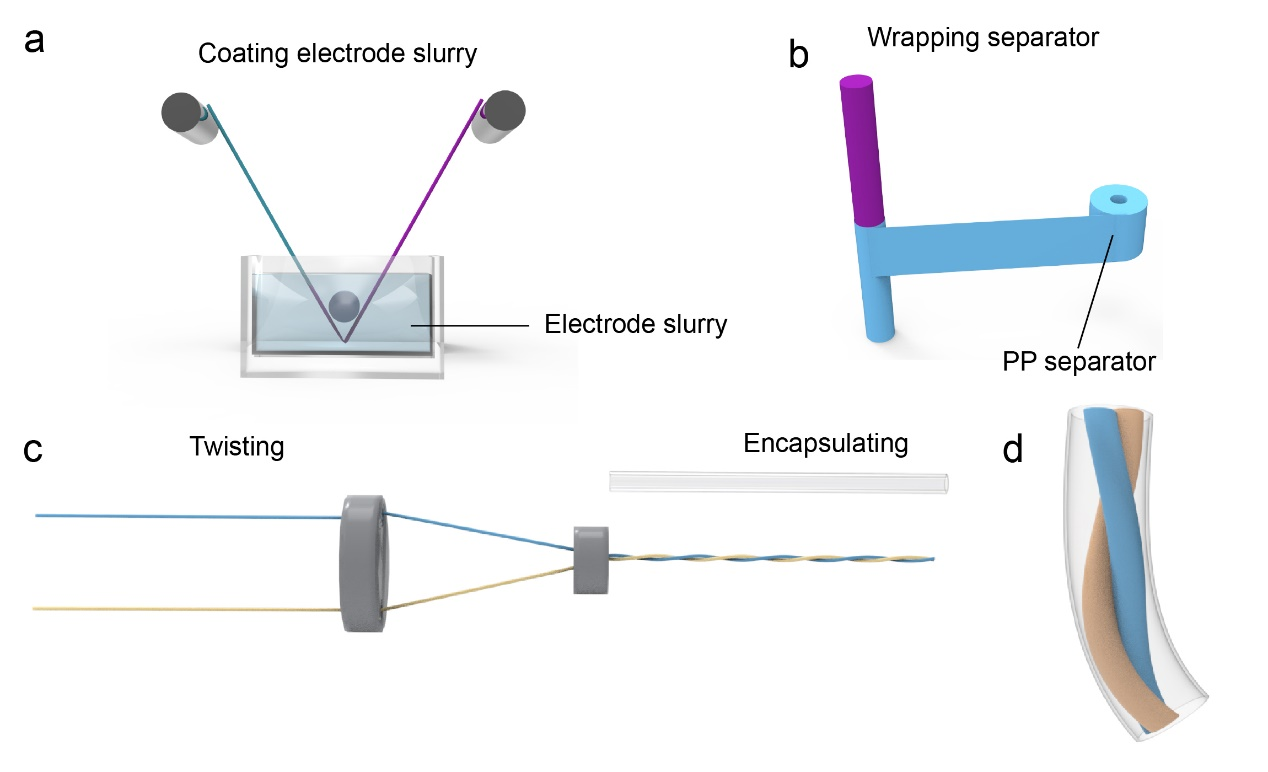 a
Coating electrode slurry
Electrode slurry
b
Wrapping separator
PP separator
c
Twisting
Encapsulating
d